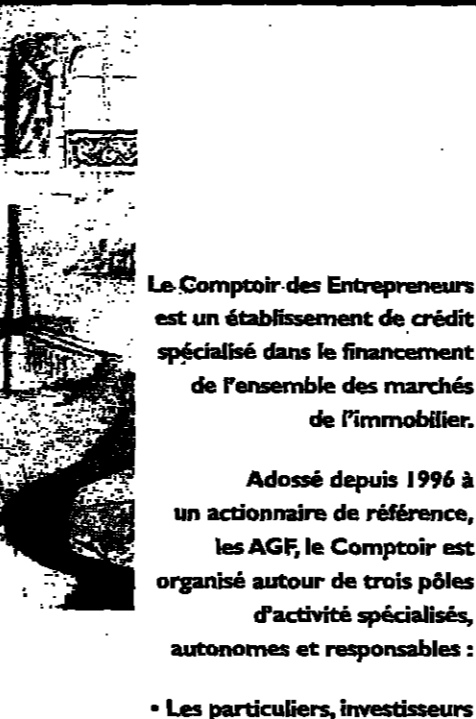 Le Comptoir des Entrepreneurs
est un établissement de crédit
spécialisé dans le financement
de l'ensemble des marchés
de l'immobilier.
Adossé depuis 1996 à
un actionnaire de référence,
les AGF, le Comptoir est
organisé autour de trois pôles
d'activité spécialisés,
autonomes et responsables :
• Les particuliers, investisseurs